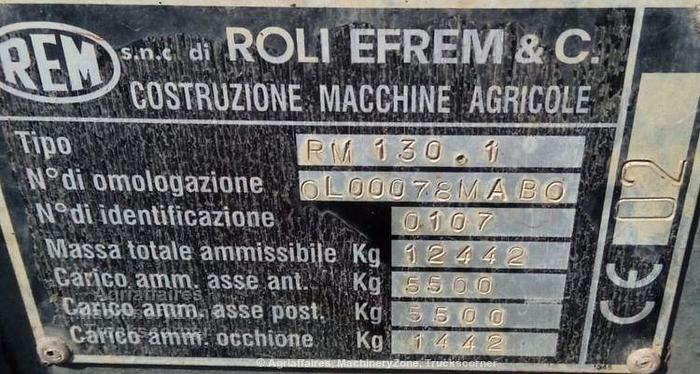 REM s.n.c di ROLI EFREM & C.
COSTRUZIONE MACCHINE AGRICOLE
Tipo RM 130.1
N° di omologazione OL00078MABO
N° di identificazione 0107
Massa totale ammissibile Kg 12442
Carico amm. asse ant. Kg 5500
Carico amm. asse post. Kg 5500
Carico amm. occhione Kg 1442
02
CE
Agriaffaires
© Agriaffaires, MachineryZone, Truckscorner